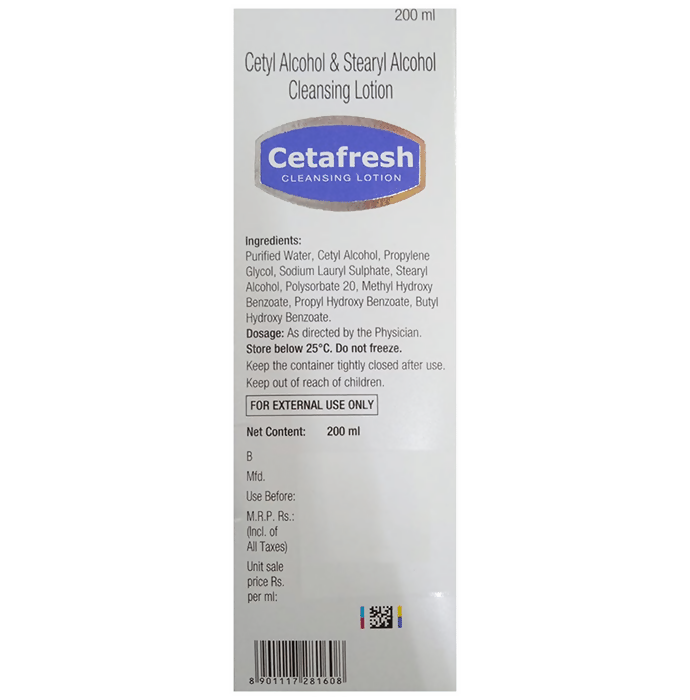 200 ml
Cetyl Alcohol & Stearyl Alcohol
Cleansing Lotion
Cetafresh
CLEANSING LOTION
Ingredients:
Purified Water, Cetyl Alcohol, Propylene
Glycol, Sodium Lauryl Sulphate, Stearyl
Alcohol, Polysorbate 20, Methyl Hydroxy
Benzoate, Propyl Hydroxy Benzoate, Butyl
Hydroxy Benzoate.
Dosage: As directed by the Physician.
Store below 25°C. Do not freeze.
Keep the container tightly closed after use.
Keep out of reach of children.
FOR EXTERNAL USE ONLY
Net Content: 200 ml
B
Mfd.
Use Before:
M.R.P. Rs.:
(Incl. of
All Taxes)
Unit sale
price Rs.
per ml:
8 901117 281608